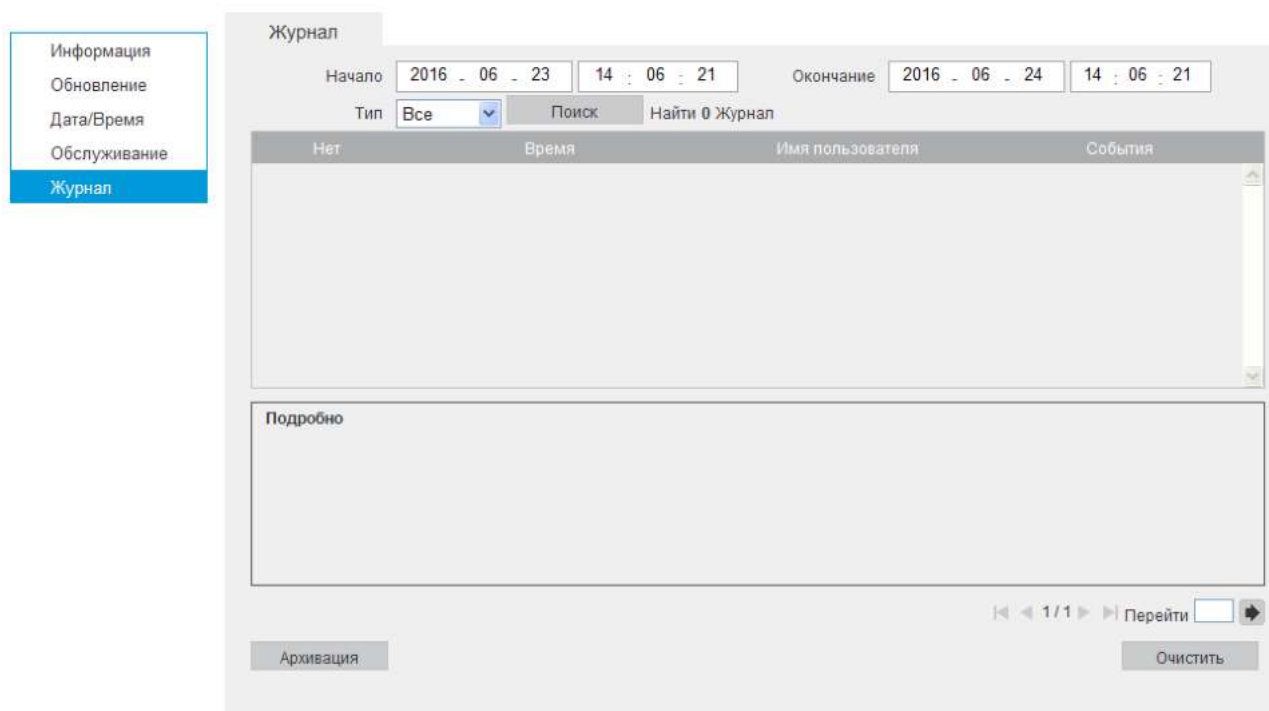 Информация
Обновление
Дата/Время
Обслуживание
Журнал
Журнал
Начало 2016 - 06 - 23 14 : 06 : 21 Окончание 2016 - 06 - 24 14 : 06 : 21
Тип Все Поиск Найти 0 Журнал
Нет Время Имя пользователя События
Подробно
1/1 Перейти
Архивация Очистить